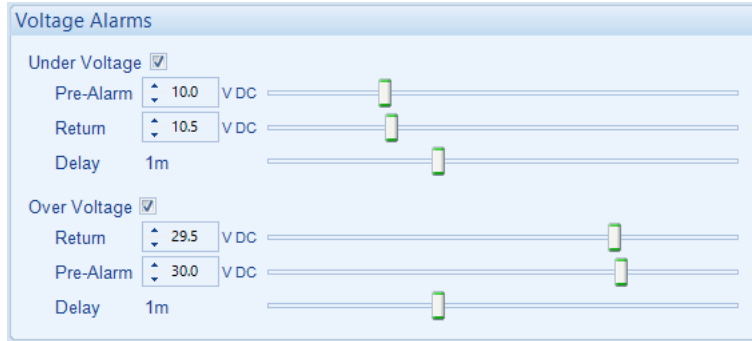 Voltage Alarms
Under Voltage
Pre-Alarm 10.0 V DC
Return 10.5 V DC
Delay 1m
Over Voltage
Return 29.5 V DC
Pre-Alarm 30.0 V DC
Delay 1m